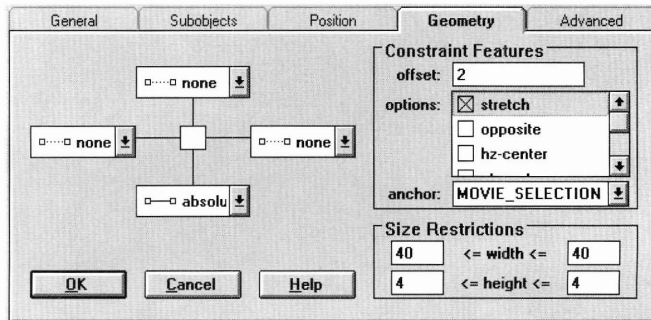 General Subobjects Position Geometry Advanced
none
none none
absolu
Constraint Features
offset: 2
options: stretch
opposite
hz-center
anchor: MOVIE_SELECTION
Size Restrictions
40 <= width <= 40
4 <= height <= 4
OK Cancel Help